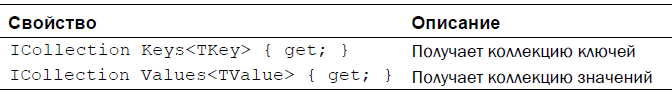 Свойство Описание
ICollection Keys<TKey> { get; } Получает коллекцию ключей
ICollection Values<TValue> { get; } Получает коллекцию значений